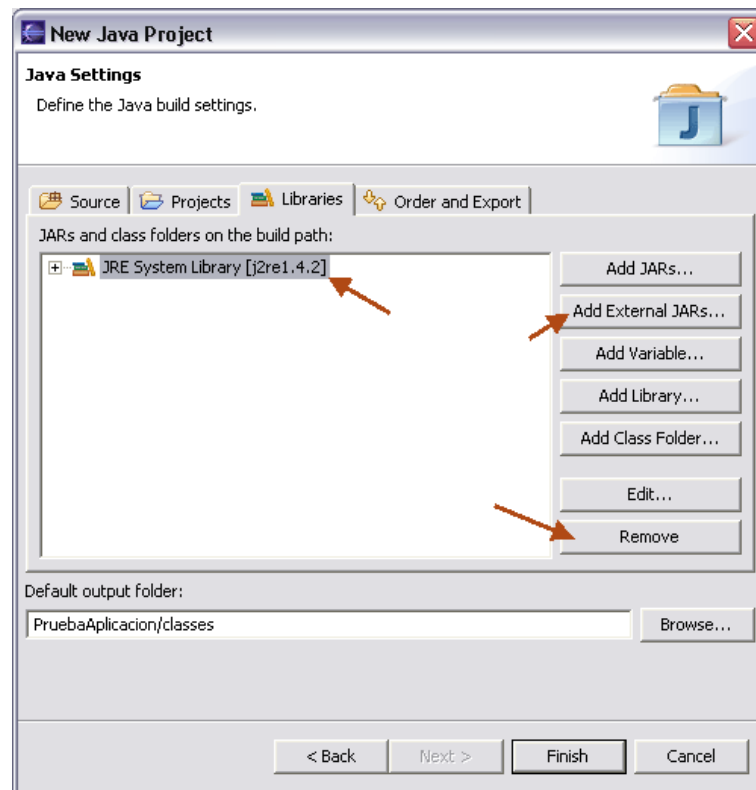 New Java Project
Java Settings
Define the Java build settings.
J
Source Projects Libraries Order and Export
JARs and class folders on the build path:
JRE System Library [j2re1.4.2]
Add JARs...
Add External JARs...
Add Variable...
Add Library...
Add Class Folder...
Edit...
Remove
Default output folder:
PruebaAplicacion/classes Browse...
< Back Next > Finish Cancel